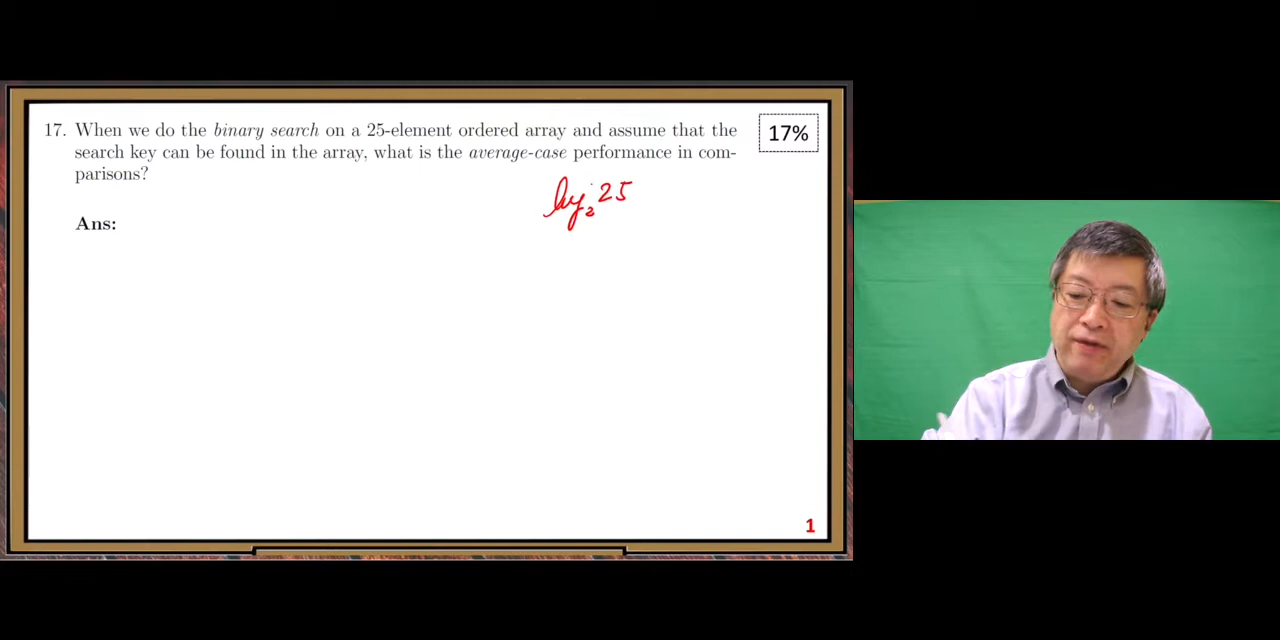 17. When we do the binary search on a 25-element ordered array and assume that the
search key can be found in the array, what is the average-case performance in com-
parisons?
17%
log₂ 25
Ans:
1